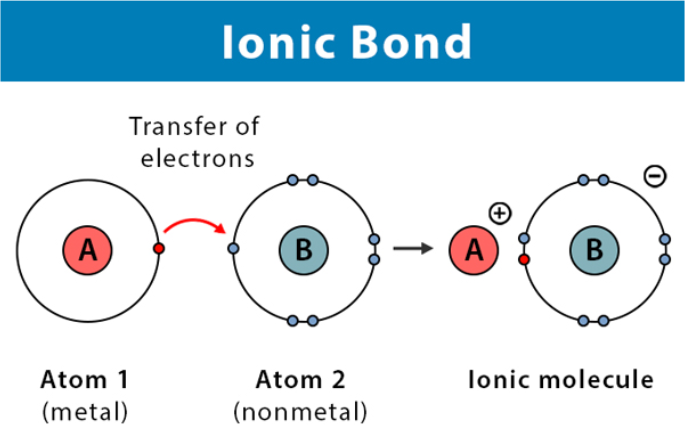 Ionic Bond
Transfer of
electrons
A
B
A
+
B
−
Atom 1
(metal)
Atom 2
(nonmetal)
Ionic molecule